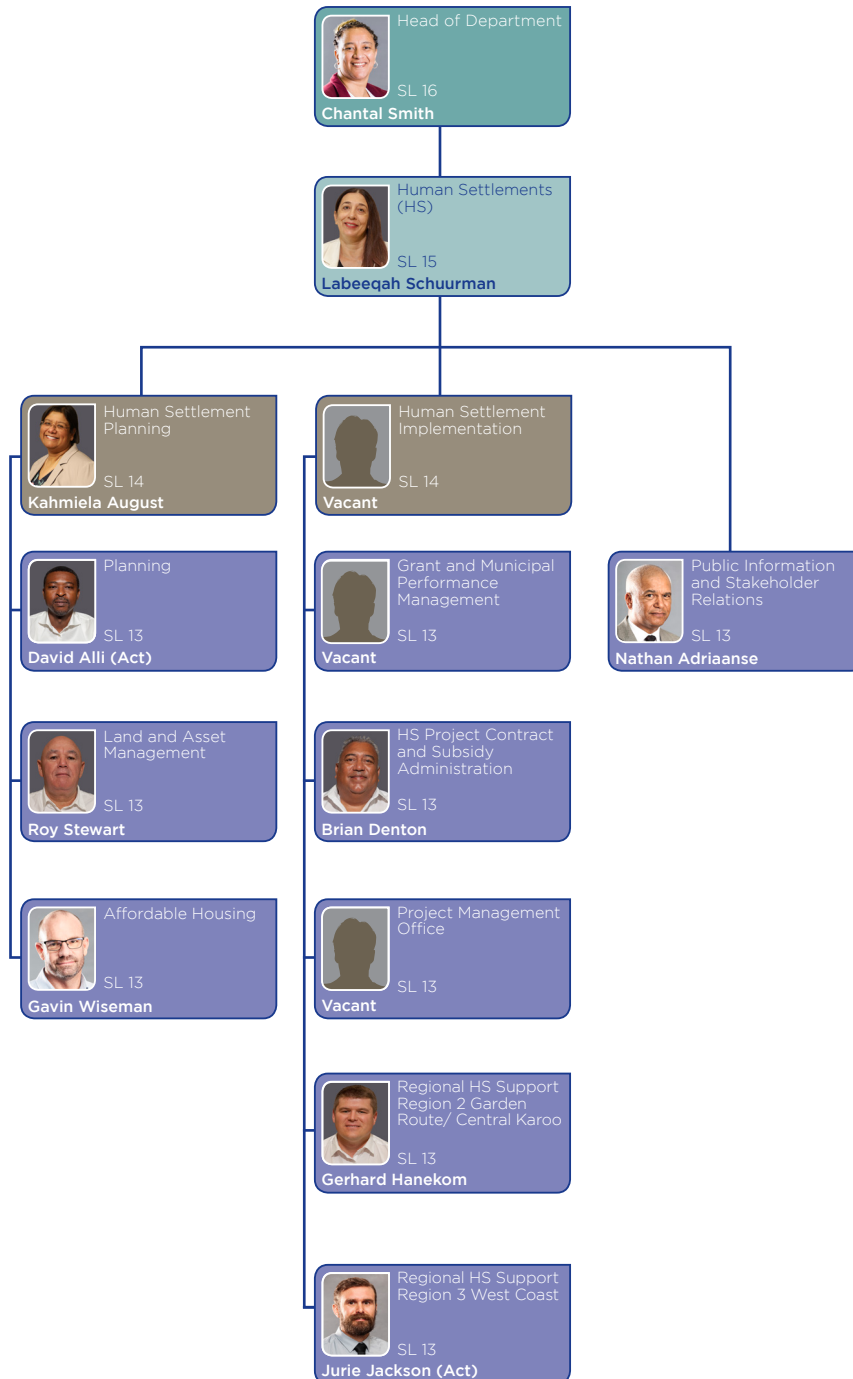 Head of Department
SL 16
Chantal Smith
Human Settlements
(HS)
SL 15
Labeeqah Schuurman
Human Settlement
Planning
SL 14
Kahmiela August
Planning
SL 13
David Alli (Act)
Land and Asset
Management
SL 13
Roy Stewart
Affordable Housing
SL 13
Gavin Wiseman
Human Settlement
Implementation
SL 14
Vacant
Grant and Municipal
Performance
Management
SL 13
Vacant
HS Project Contract
and Subsidy
Administration
SL 13
Brian Denton
Project Management
Office
SL 13
Vacant
Regional HS Support
Region 2 Garden
Route/ Central Karoo
SL 13
Gerhard Hanekom
Regional HS Support
Region 3 West Coast
SL 13
Jurie Jackson (Act)
Public Information
and Stakeholder
Relations
SL 13
Nathan Adriaanse